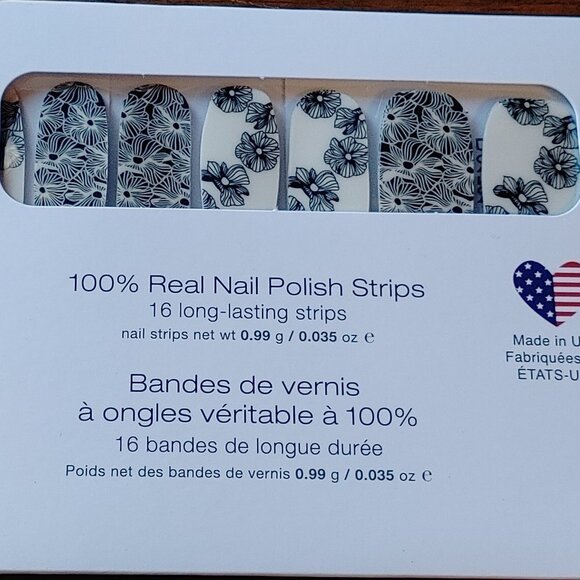 100% Real Nail Polish Strips
16 long-lasting strips
nail strips net wt 0.99 g / 0.035 oz ℮
Bandes de vernis
à ongles véritable à 100%
16 bandes de longue durée
Poids net des bandes de vernis 0.99 g / 0.035 oz ℮
Made in U
Fabriquées
ÉTATS-U